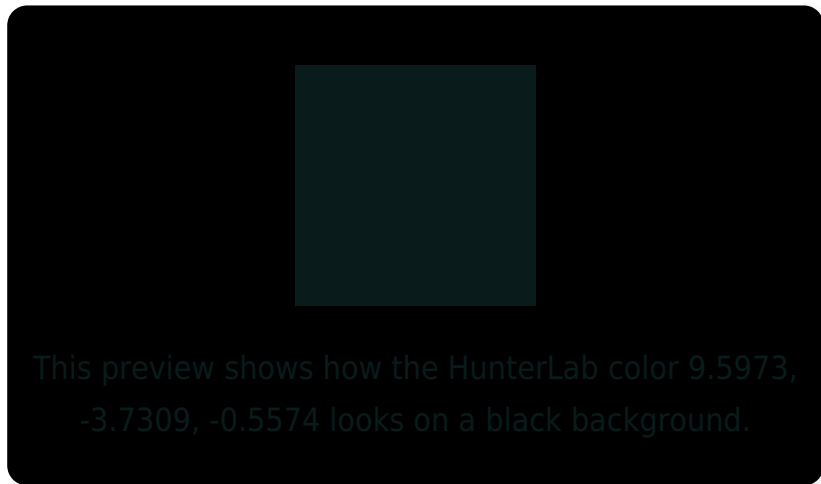 This preview shows how the HunterLab color 9.5973,
-3.7309, -0.5574 looks on a black background.